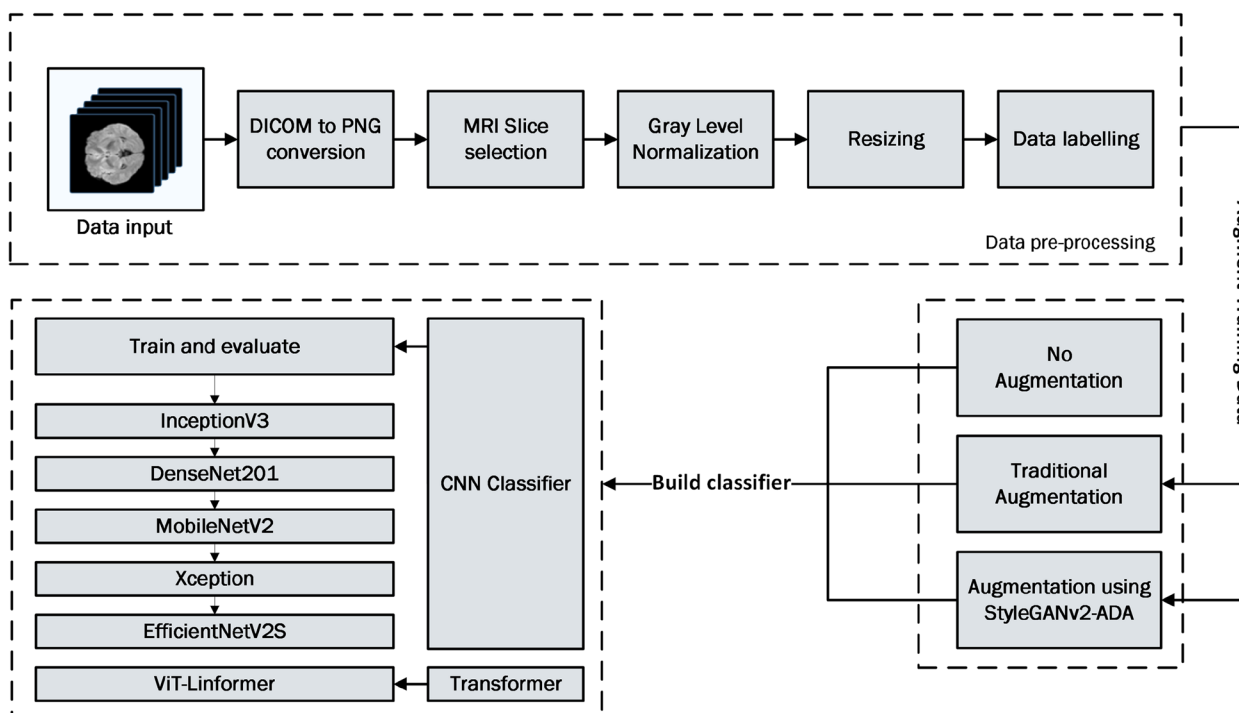 Data input
DICOM to PNG
conversion
MRI Slice
selection
Gray Level
Normalization
Resizing
Data labelling
Data pre-processing
Train and evaluate
InceptionV3
DenseNet201
MobileNetV2
Xception
EfficientNetV2S
ViT-Linformer
CNN Classifier
Transformer
Build classifier
No
Augmentation
Traditional
Augmentation
Augmentation using
StyleGANv2-ADA